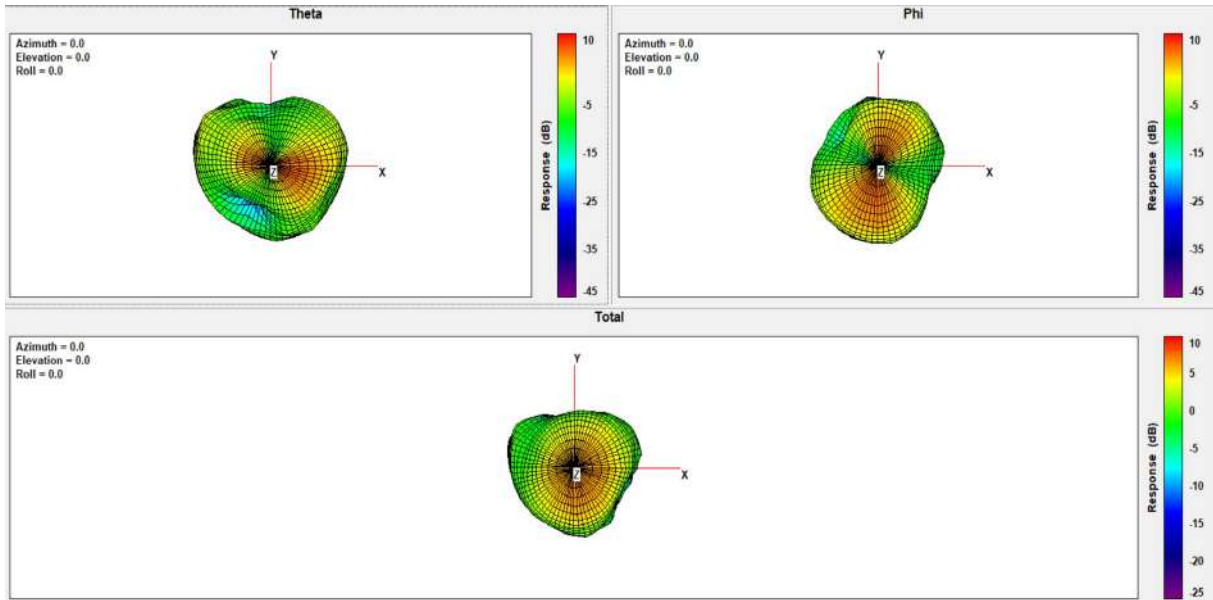 Theta
Azimuth = 0.0
Elevation = 0.0
Roll = 0.0
Y
X
Z
10
-5
-15
-25
-35
-45
Response (dB)
Phi
Azimuth = 0.0
Elevation = 0.0
Roll = 0.0
Y
X
Z
10
-5
-15
-25
-35
-45
Response (dB)
Total
Azimuth = 0.0
Elevation = 0.0
Roll = 0.0
Y
X
Z
10
5
0
-5
-10
-15
-20
-25
Response (dB)